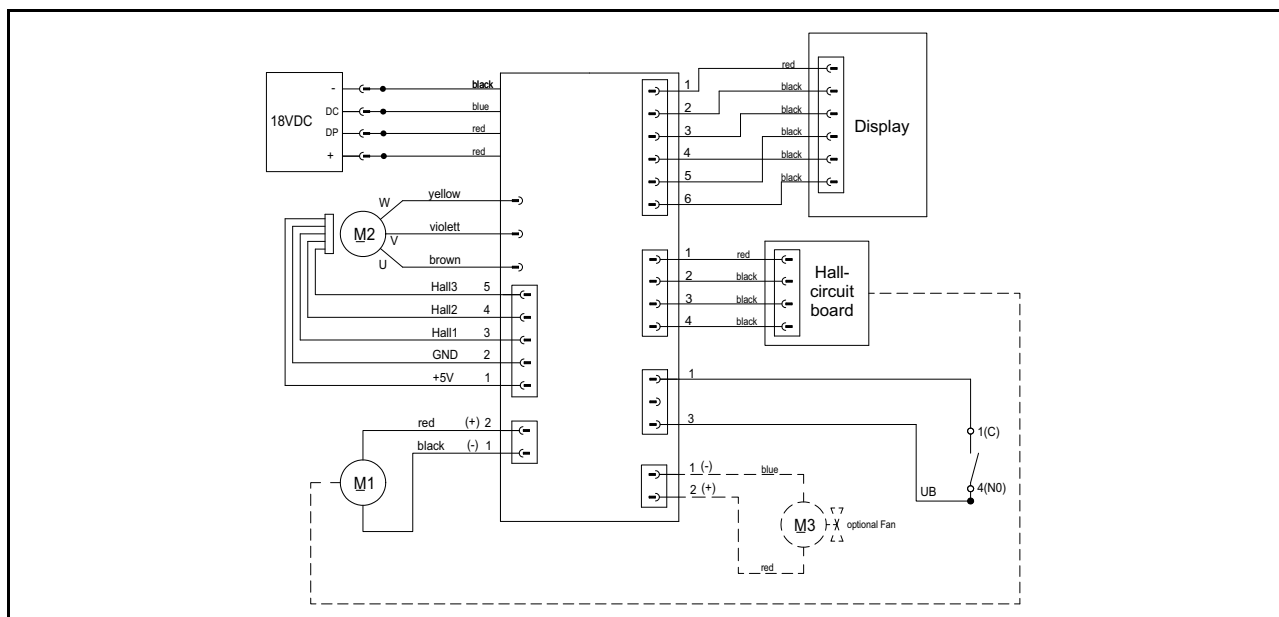 18VDC
-
DC
DP
+
black
blue
red
red
W
V
U
yellow
violett
brown
M2
Hall3 5
Hall2 4
Hall1 3
GND 2
+5V 1
red (+) 2
black (-) 1
M1
1 red
2 black
3 black
4 black
5 black
6 black
Display
1 red
2 black
3 black
4 black
Hall-
circuit
board
1
3
1(C)
4(N0)
UB
1 (-) blue
2 (+)
M3
optional Fan
red